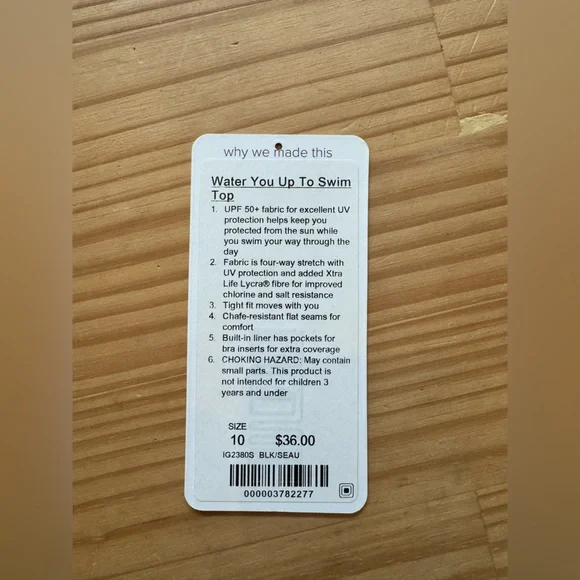 why we made this
Water You Up To Swim
Top
1. UPF 50+ fabric for excellent UV
protection helps keep you
protected from the sun while
you swim your way through the
day
2. Fabric is four-way stretch with
UV protection and added Xtra
Life Lycra® fibre for improved
chlorine and salt resistance
3. Tight fit moves with you
4. Chafe-resistant flat seams for
comfort
5. Built-in liner has pockets for
bra inserts for extra coverage
6. CHOKING HAZARD: May contain
small parts. This product is
not intended for children 3
years and under
SIZE
10 $36.00
IG2380S BLK/SEAU
000003782277